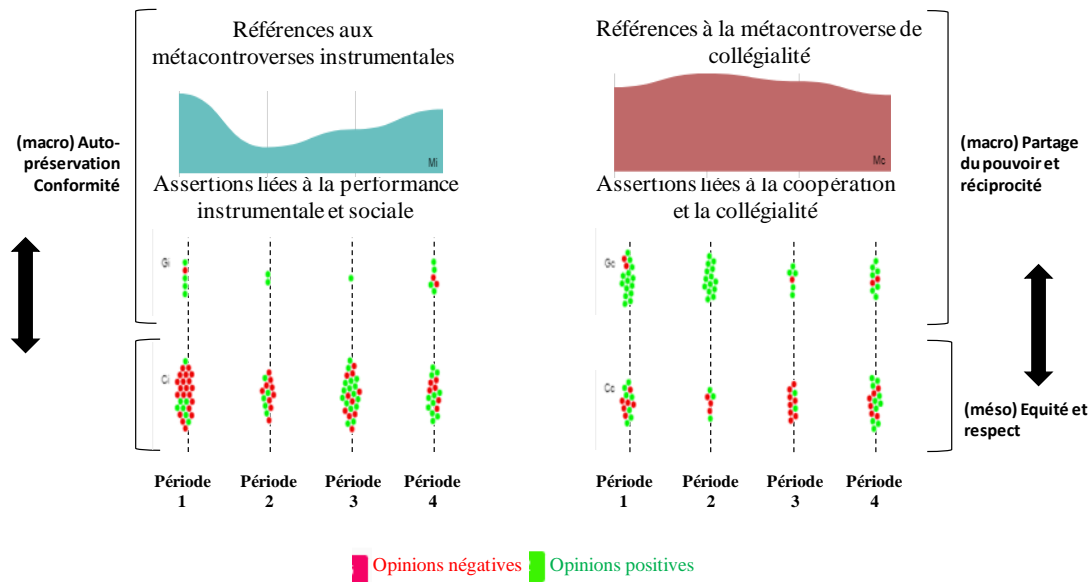 Références aux
métacontroverses instrumentales
Mi
(macro) Auto-
préservation
Conformité
Assertions liées à la performance
instrumentale et sociale
Gi
Ci
Période
1
Période
2
Période
3
Période
4
Références à la métacontroverse de
collégialité
Mc
(macro) Partage
du pouvoir et
réciprocité
Assertions liées à la coopération
et la collégialité
Gc
Cc
(méso) Equité et
respect
Période
1
Période
2
Période
3
Période
4
Opinions négatives
Opinions positives